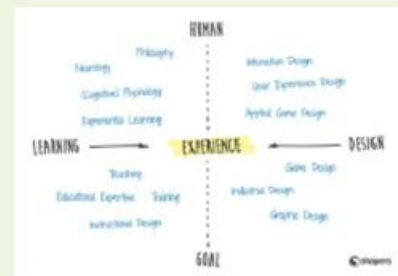 HUMAN
Philosophy
Neurology
Interaction Design
User Experience Design
(Cognitive) Psychology
Applied Game Design
Experiential Learning
LEARNING
EXPERIENCE
DESIGN
Teaching
Game Design
Educational Expertise
Training
Industrial Design
Instructional Design
Graphic Design
GOAL
shapers